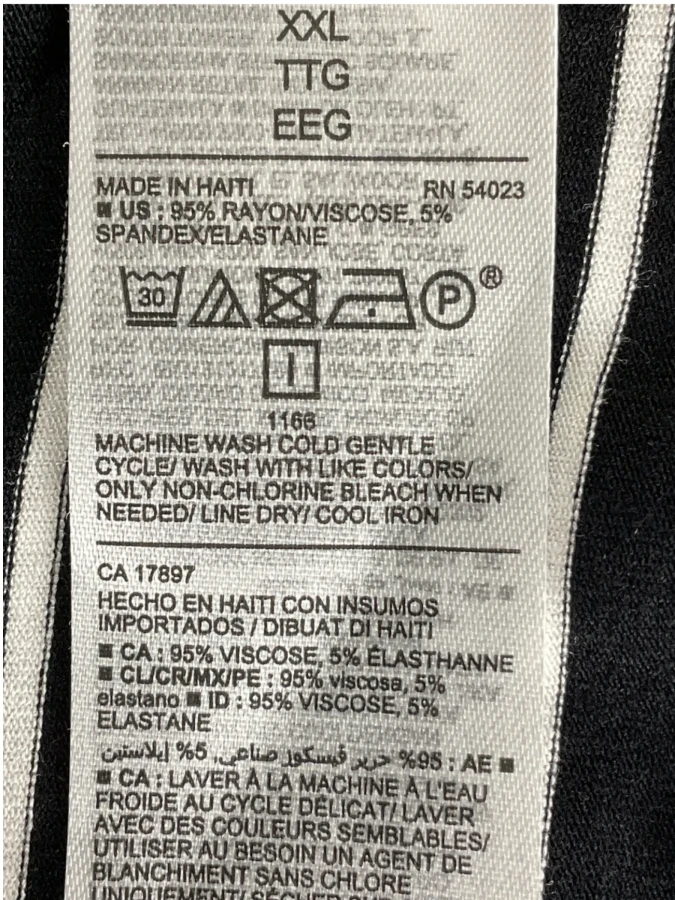 XXL
TTG
EEG
MADE IN HAITI RN 54023
■ US : 95% RAYON/VISCOSE, 5%
SPANDEX/ELASTANE
30 P ®
1166
MACHINE WASH COLD GENTLE
CYCLE/ WASH WITH LIKE COLORS/
ONLY NON-CHLORINE BLEACH WHEN
NEEDED/ LINE DRY/ COOL IRON
CA 17897
HECHO EN HAITI CON INSUMOS
IMPORTADOS / DIBUAT DI HAITI
■ CA : 95% VISCOSE, 5% ÉLASTHANNE
■ CL/CR/MX/PE : 95% viscosa, 5%
elastano ■ ID : 95% VISCOSE, 5%
ELASTANE
■ AE : 95% حرير فيسكوز صناعي, 5% إيلاستين
■ CA : LAVER À LA MACHINE À L'EAU
FROIDE AU CYCLE DÉLICAT/ LAVER
AVEC DES COULEURS SEMBLABLES/
UTILISER AU BESOIN UN AGENT DE
BLANCHIMENT SANS CHLORE
UNIQUEMENT/ SÉCHER